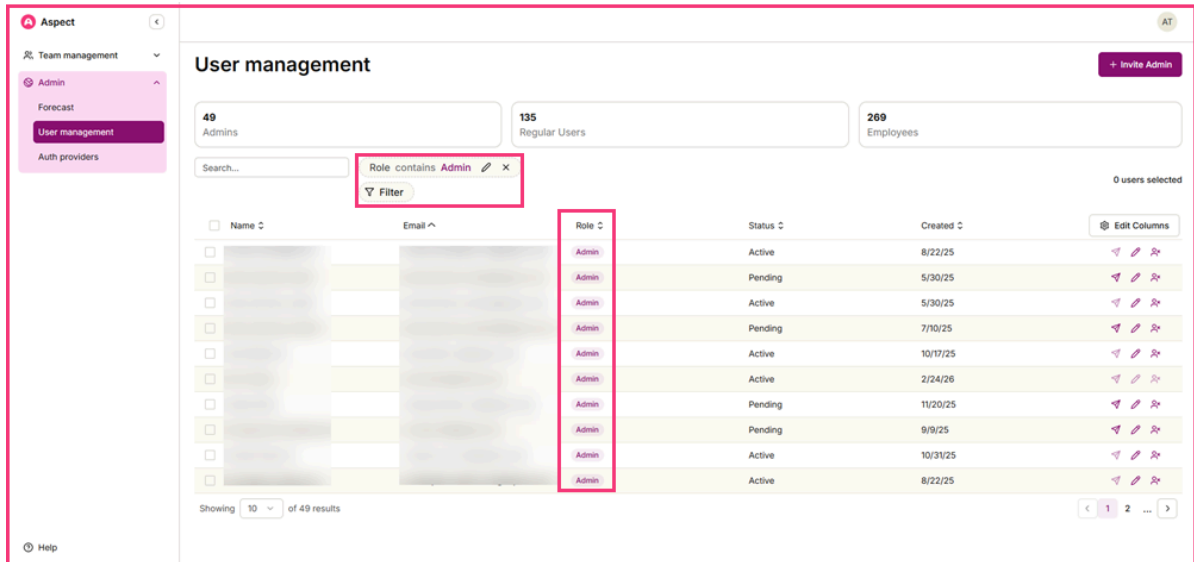 Aspect
AT
Team management
Admin
Forecast
User management
Auth providers
User management
+ Invite Admin
49
Admins
135
Regular Users
269
Employees
Search...
Role contains Admin
Filter
0 users selected
Name Email Role Status Created Edit Columns
Admin Active 8/22/25
Admin Pending 5/30/25
Admin Active 5/30/25
Admin Pending 7/10/25
Admin Active 10/17/25
Admin Active 2/24/26
Admin Pending 11/20/25
Admin Pending 9/9/25
Admin Active 10/31/25
Admin Active 8/22/25
Showing 10 of 49 results
1 2 ...
Help